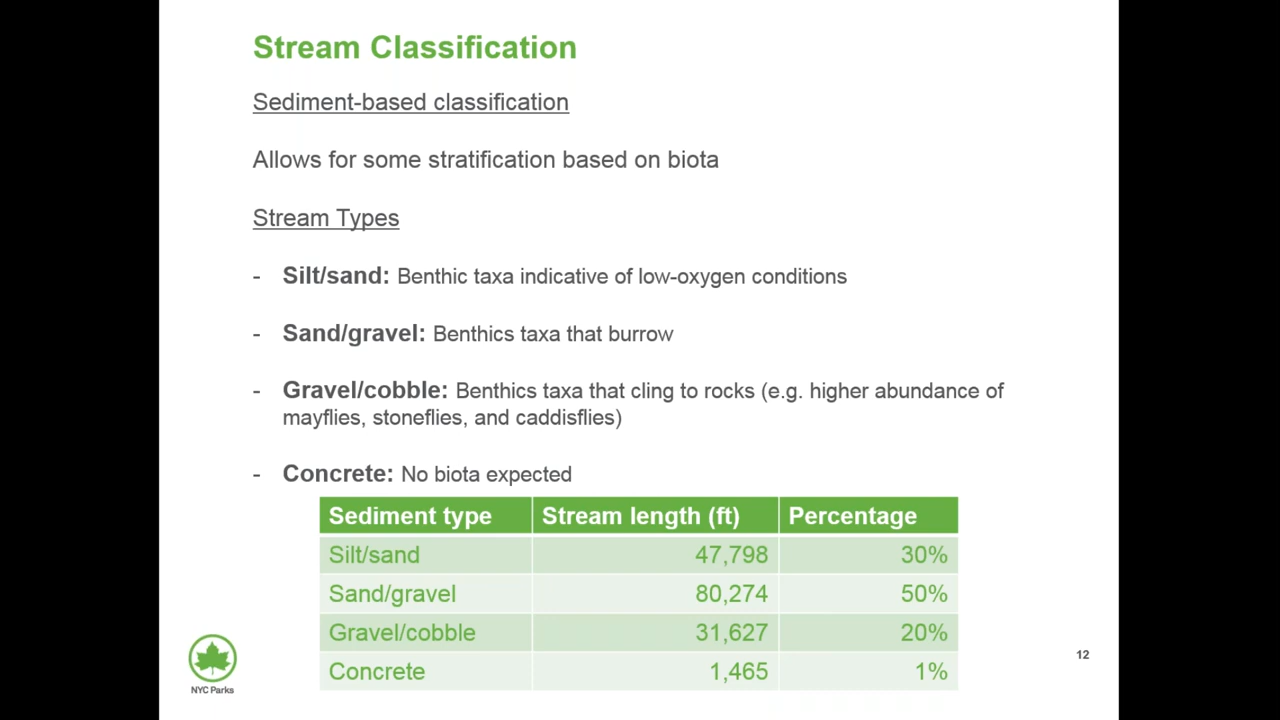 Stream Classification
Sediment-based classification
Allows for some stratification based on biota
Stream Types
- Silt/sand: Benthic taxa indicative of low-oxygen conditions
- Sand/gravel: Benthics taxa that burrow
- Gravel/cobble: Benthics taxa that cling to rocks (e.g. higher abundance of
mayflies, stoneflies, and caddisflies)
- Concrete: No biota expected
Sediment type Stream length (ft) Percentage
Silt/sand 47,798 30%
Sand/gravel 80,274 50%
Gravel/cobble 31,627 20%
Concrete 1,465 1%
12
NYC Parks